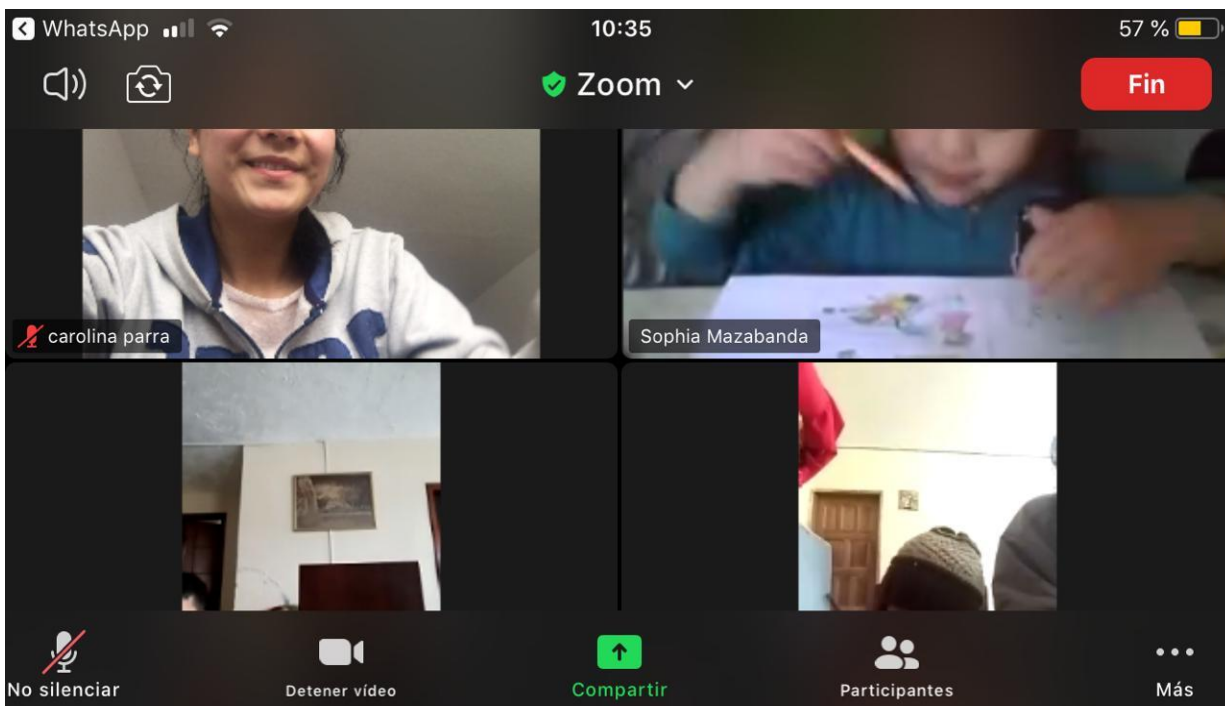 WhatsApp
10:35
57 %
Zoom
Fin
carolina parra
Sophia Mazabanda
No silenciar
Detener vídeo
Compartir
Participantes
Más